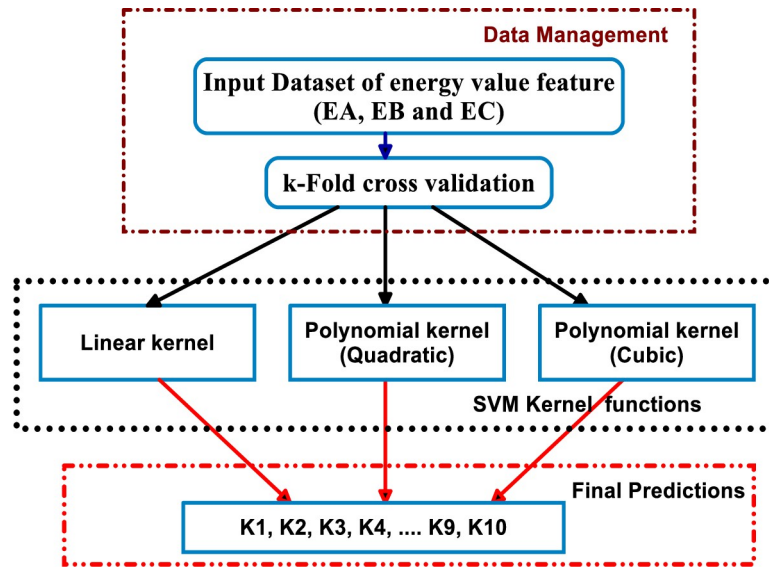 Data Management
Input Dataset of energy value feature
(EA, EB and EC)
k-Fold cross validation
Linear kernel
Polynomial kernel
(Quadratic)
Polynomial kernel
(Cubic)
SVM Kernel functions
Final Predictions
K1, K2, K3, K4, .... K9, K10